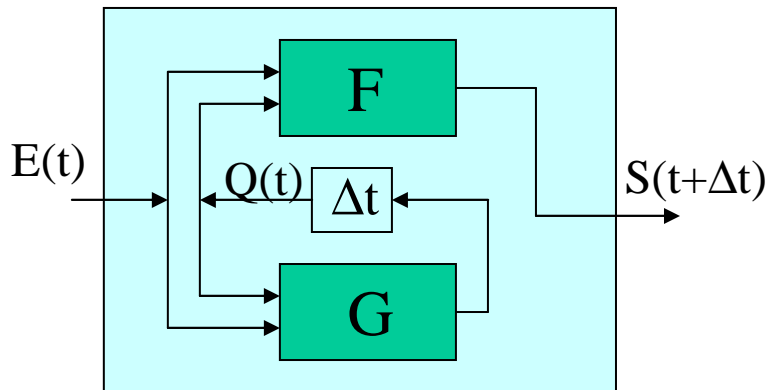 F
E(t)
Q(t)
Δt
S(t+Δt)
G